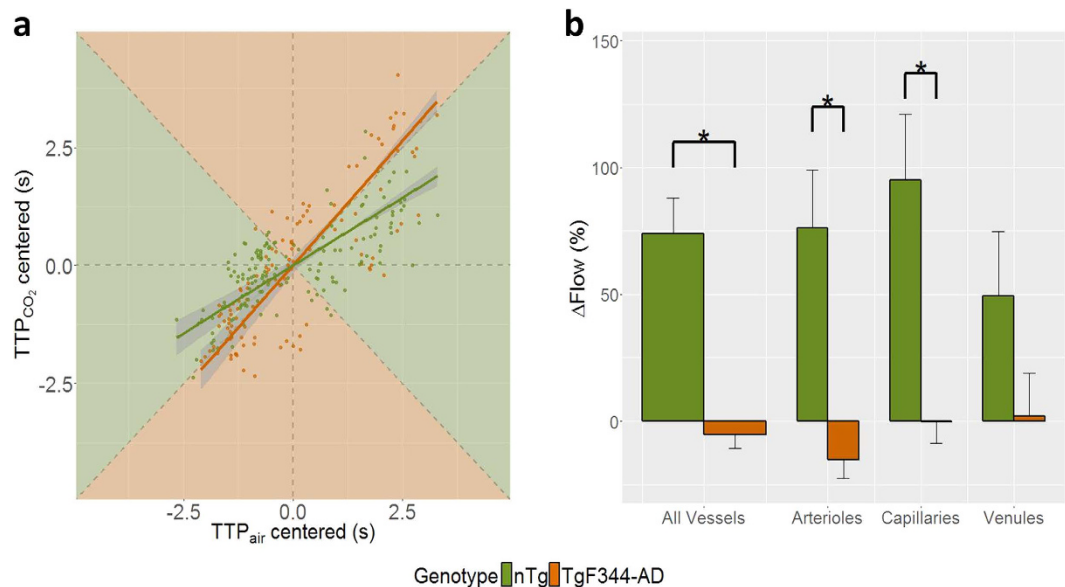 a
TTPCO₂ centered (s)
2.5
0.0
-2.5
-2.5
0.0
2.5
TTPair centered (s)
b
ΔFlow (%)
150
100
50
0
*
*
*
All Vessels
Arterioles
Capillaries
Venules
Genotype nTg TgF344-AD